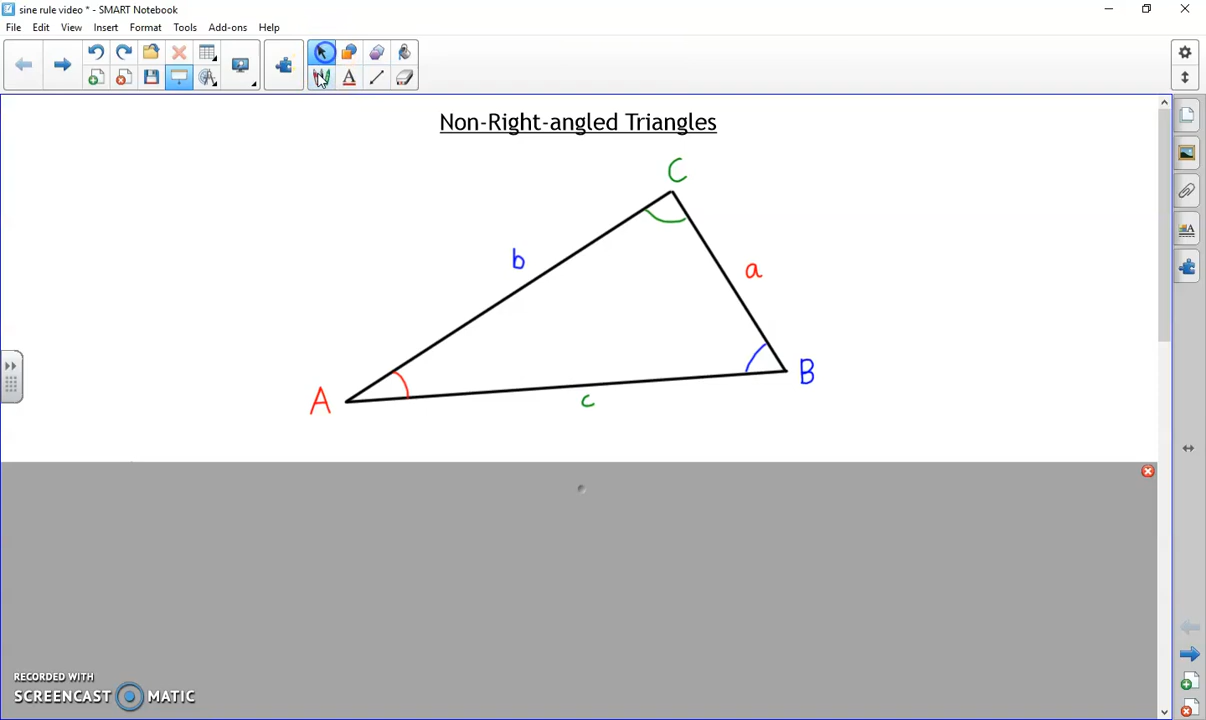 sine rule video * - SMART Notebook
File Edit View Insert Format Tools Add-ons Help
Non-Right-angled Triangles
C
b
a
B
A
c
RECORDED WITH
SCREENCAST MATIC